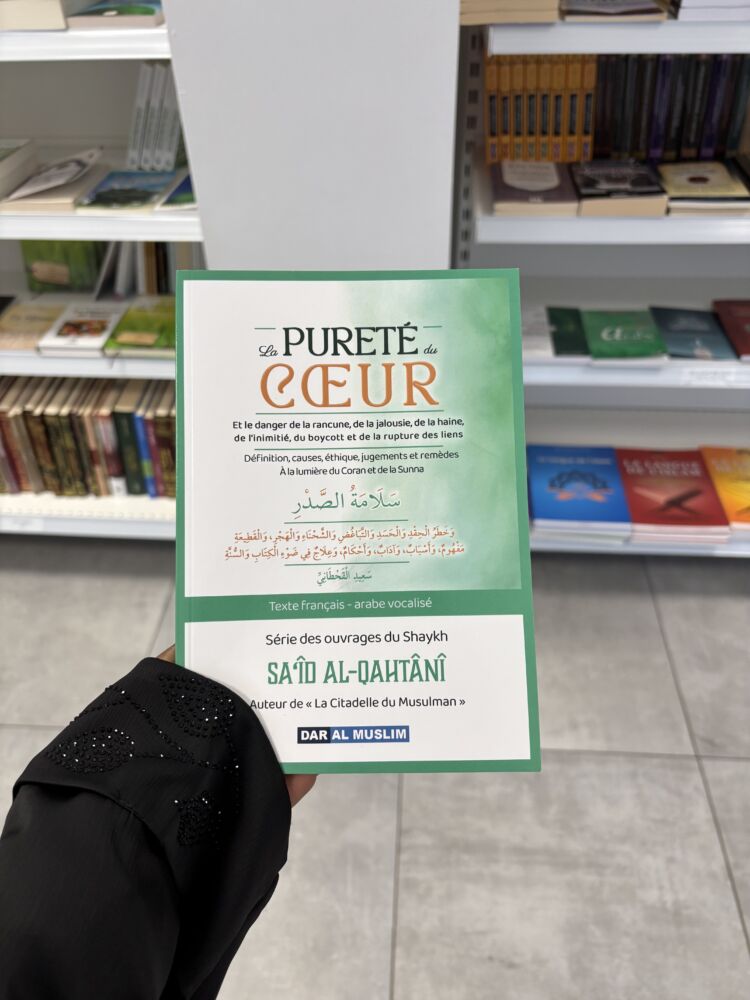 La PURETÉ du
CŒUR
Et le danger de la rancune, de la jalousie, de la haine,
de l'inimitié, du boycott et de la rupture des liens
Définition, causes, éthique, jugements et remèdes
À la lumière du Coran et de la Sunna
سَلَامَةُ الصَّدْرِ
وَخَطَرُ الْحِقْدِ وَالْحَسَدِ وَالتَّبَاغُضِ وَالشَّحْنَاءِ وَالْهَجْرِ، وَالْقَطِيعَةِ
مَفْهُومٌ، وَأَسْبَابٌ، وَآدَابٌ، وَأَحْكَامٌ، وَعِلَاجٌ فِي ضَوْءِ الْكِتَابِ وَالسُّنَّةِ
سَعِيدِ الْقَحْطَانِيِّ
Texte français - arabe vocalisé
Série des ouvrages du Shaykh
SA'ÎD AL-QAHTÂNÎ
Auteur de « La Citadelle du Musulman »
DAR AL MUSLIM